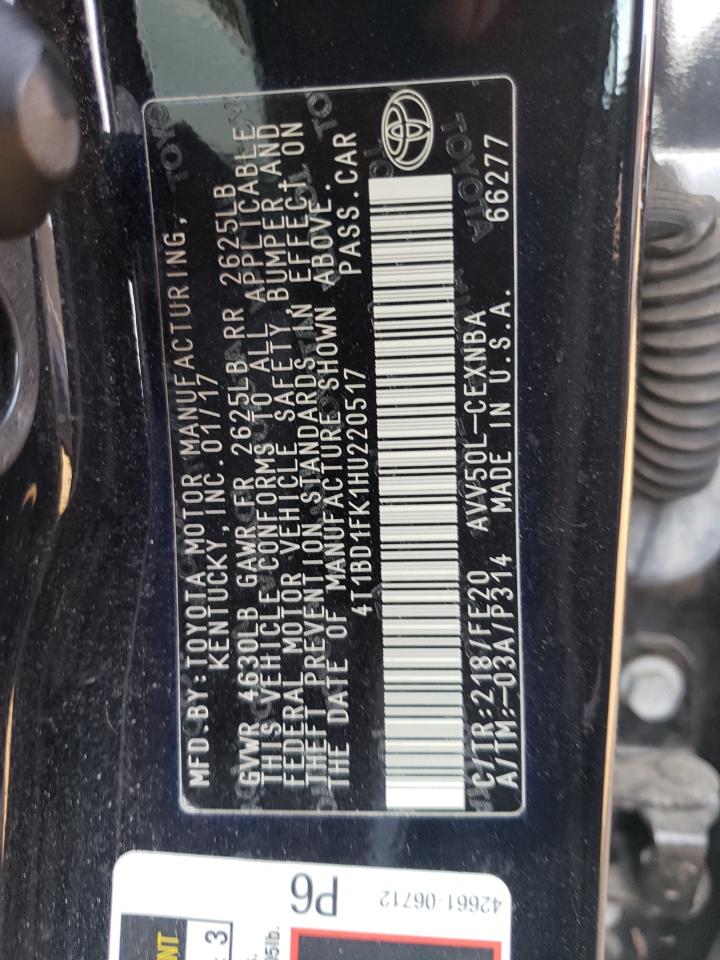 MFD.BY:TOYOTA MOTOR MANUFACTURING,
KENTUCKY, INC. 01/17
GVWR 4630LB GAWR FR 2625LB RR 2625LB
THIS VEHICLE CONFORMS TO ALL APPLICABLE
FEDERAL MOTOR VEHICLE SAFETY, BUMPER AND
THEFT PREVENTION STANDARDS IN EFFECT ON
THE DATE OF MANUFACTURE SHOWN ABOVE.
4T1BD1FK1HU220517 PASS.CAR
C/TR:218/FE20 AVV50L-CEXNBA
A/TM:-03A/P314 MADE IN U.S.A. 66277
TOYOTA
P6
42661-06712
3